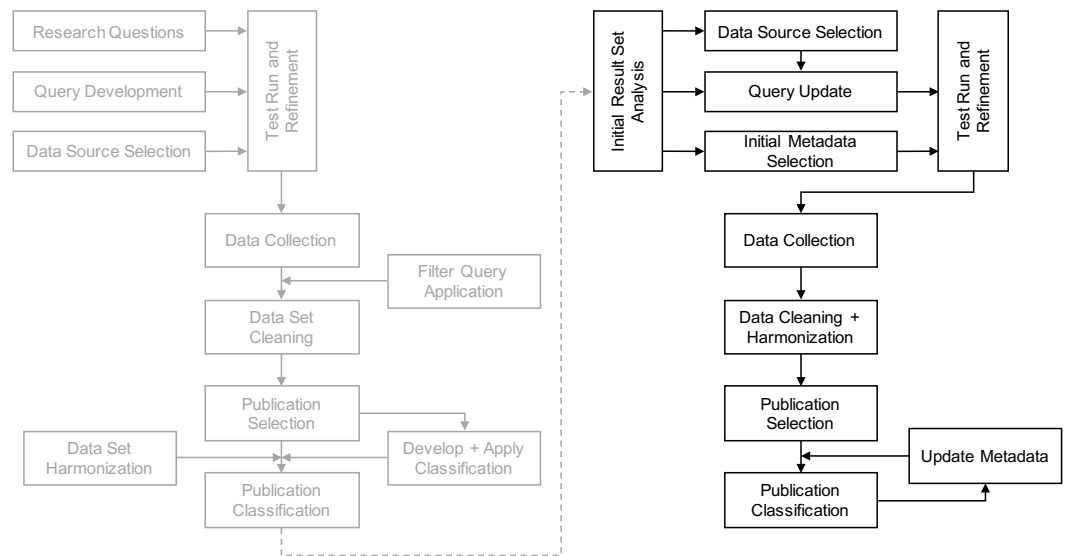 Research Questions
Query Development
Data Source Selection
Test Run and
Refinement
Data Collection
Filter Query
Application
Data Set
Cleaning
Publication
Selection
Data Set
Harmonization
Develop + Apply
Classification
Publication
Classification
Initial Result Set
Analysis
Data Source Selection
Query Update
Initial Metadata
Selection
Test Run and
Refinement
Data Collection
Data Cleaning +
Harmonization
Publication
Selection
Update Metadata
Publication
Classification